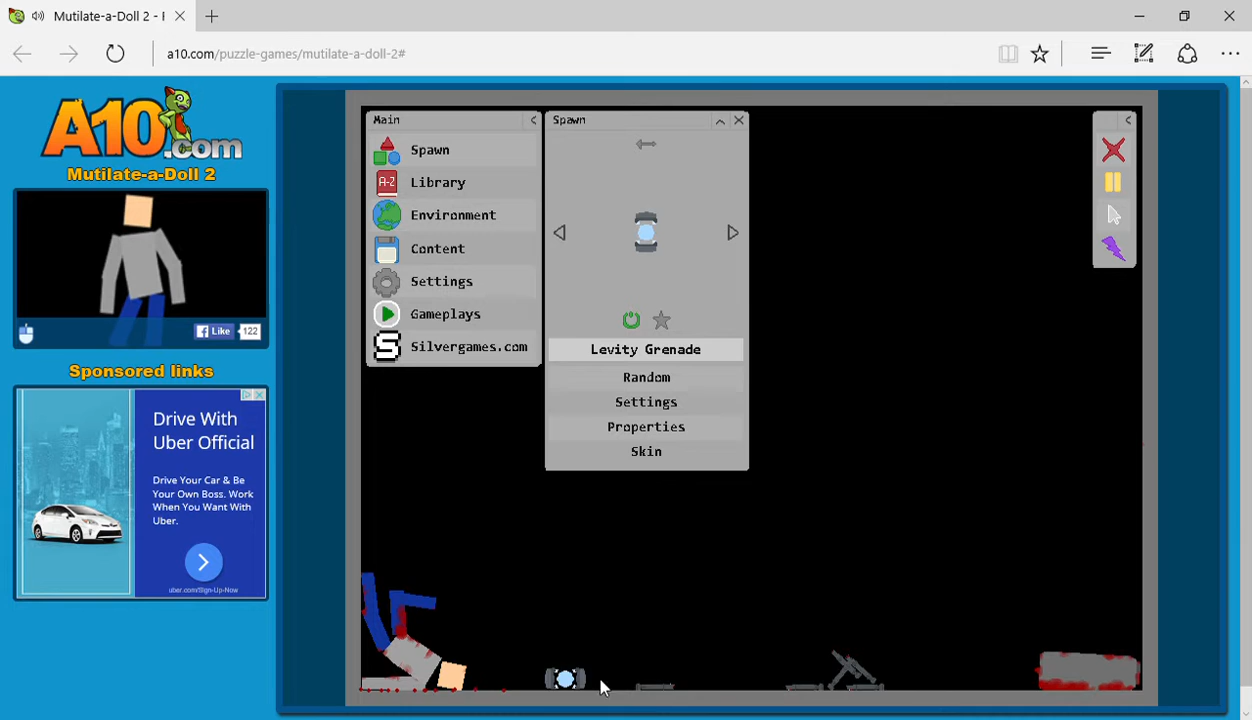 Mutilate-a-Doll 2 - F
a10.com/puzzle-games/mutilate-a-doll-2#
A10.com
Mutilate-a-Doll 2
Like
122
Sponsored links
Drive With
Uber Official
Drive Your Car & Be
Your Own Boss. Work
When You Want With
Uber.
uber.com/Sign-Up-Now
Main
Spawn
A-Z
Library
Environment
Content
Settings
Gameplays
S
Silvergames.com
Spawn
Levity Grenade
Random
Settings
Properties
Skin